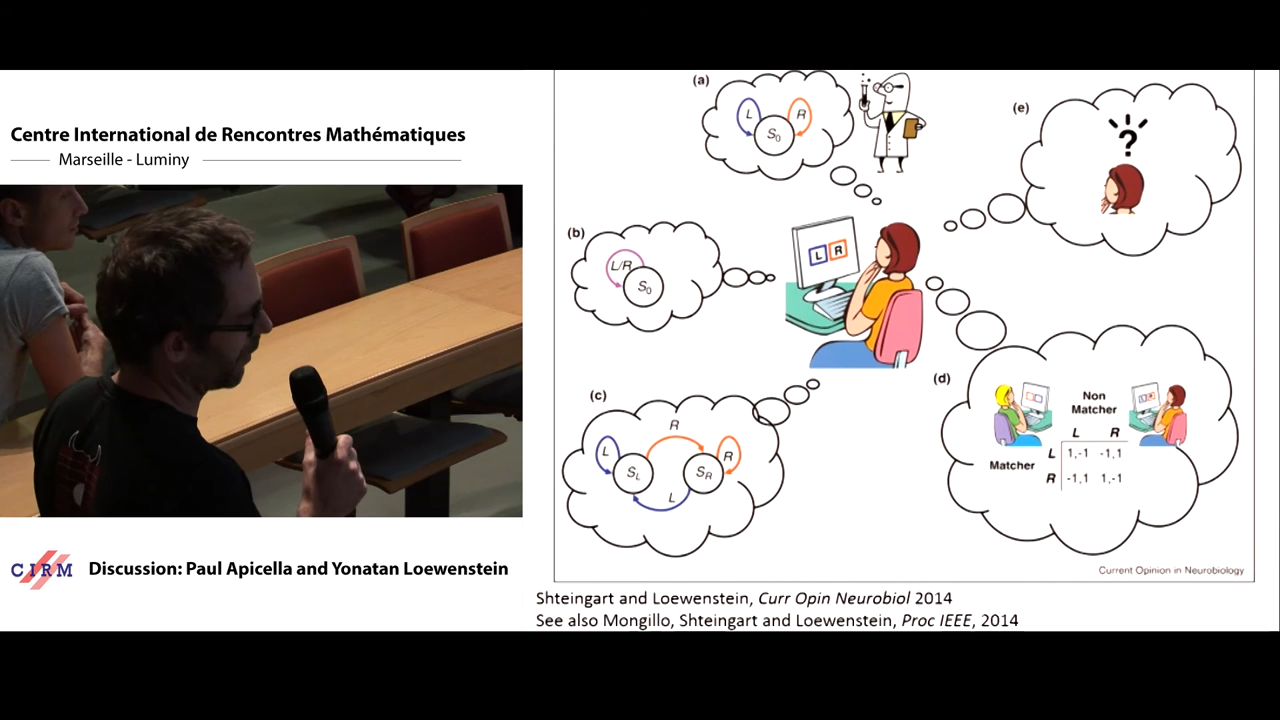 Centre International de Rencontres Mathématiques
Marseille - Luminy
CIRM
Discussion: Paul Apicella and Yonatan Loewenstein
(a)
L
R
S0
(b)
L/R
S0
(c)
R
L
R
SL
SR
L
L R
(e)
?
(d)
Non
Matcher
L R
Matcher
L 1,-1 -1,1
R -1,1 1,-1
Current Opinion in Neurobiology
Shteingart and Loewenstein, Curr Opin Neurobiol 2014
See also Mongillo, Shteingart and Loewenstein, Proc IEEE, 2014